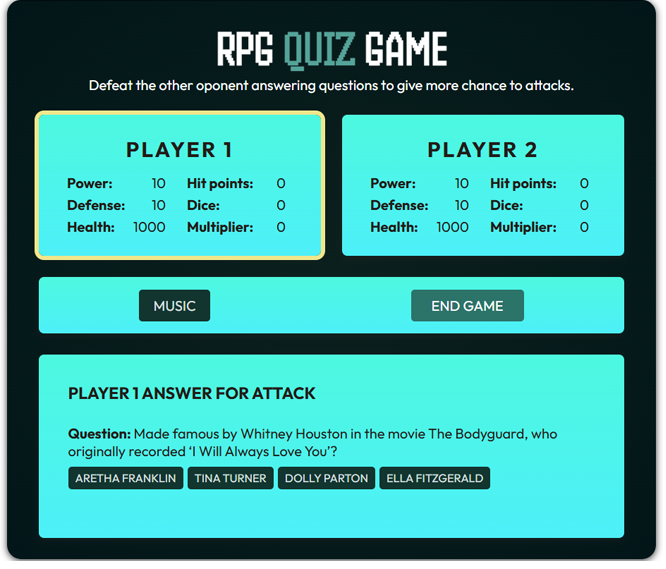 RPG QUIZ GAME
Defeat the other oponent answering questions to give more chance to attacks.
PLAYER 1
Power: 10 Hit points: 0
Defense: 10 Dice: 0
Health: 1000 Multiplier: 0
PLAYER 2
Power: 10 Hit points: 0
Defense: 10 Dice: 0
Health: 1000 Multiplier: 0
MUSIC
END GAME
PLAYER 1 ANSWER FOR ATTACK
Question: Made famous by Whitney Houston in the movie The Bodyguard, who
originally recorded ‘I Will Always Love You’?
ARETHA FRANKLIN TINA TURNER DOLLY PARTON ELLA FITZGERALD